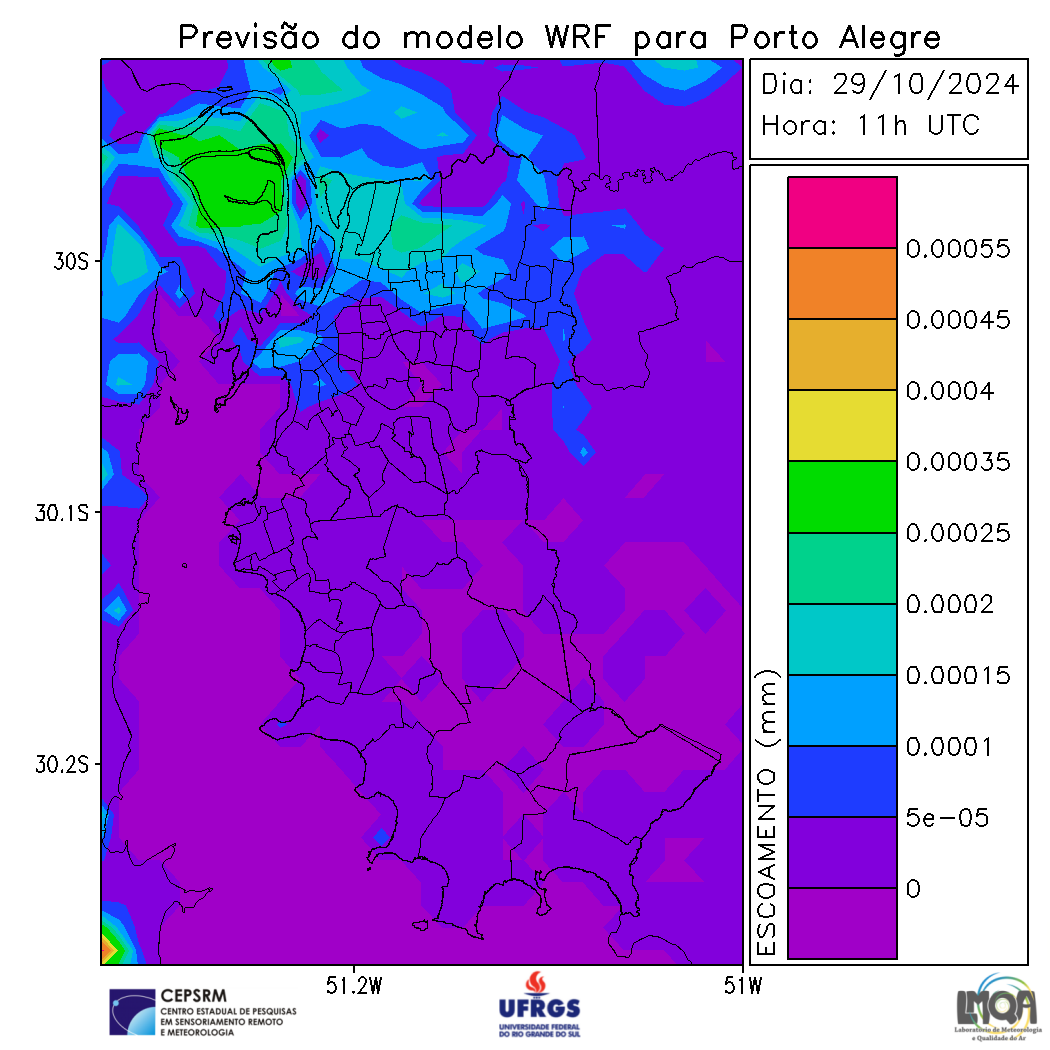 Previsão do modelo WRF para Porto Alegre
Dia: 29/10/2024
Hora: 11h UTC
30S
30.1S
30.2S
51.2W
51W
ESCOAMENTO (mm)
0.00055
0.00045
0.0004
0.00035
0.00025
0.0002
0.00015
0.0001
5e-05
0
CEPSRM
CENTRO ESTADUAL DE PESQUISAS
EM SENSORIAMENTO REMOTO
E METEOROLOGIA
UFRGS
UNIVERSIDADE FEDERAL
DO RIO GRANDE DO SUL
LMQA
Laboratório de Meteorologia
e Qualidade do Ar